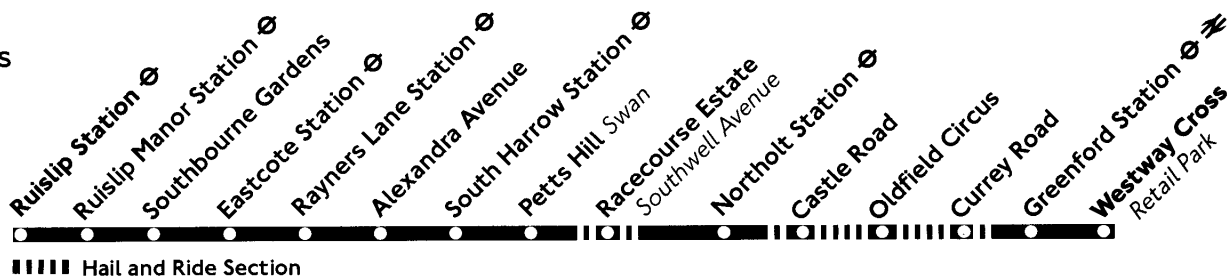 s
Ruislip Station
Ruislip Manor Station
Southbourne Gardens
Eastcote Station
Rayners Lane Station
Alexandra Avenue
South Harrow Station
Petts Hill Swan
Racecourse Estate
Southwell Avenue
Northolt Station
Castle Road
Oldfield Circus
Currey Road
Greenford Station
Westway Cross
Retail Park
Hail and Ride Section